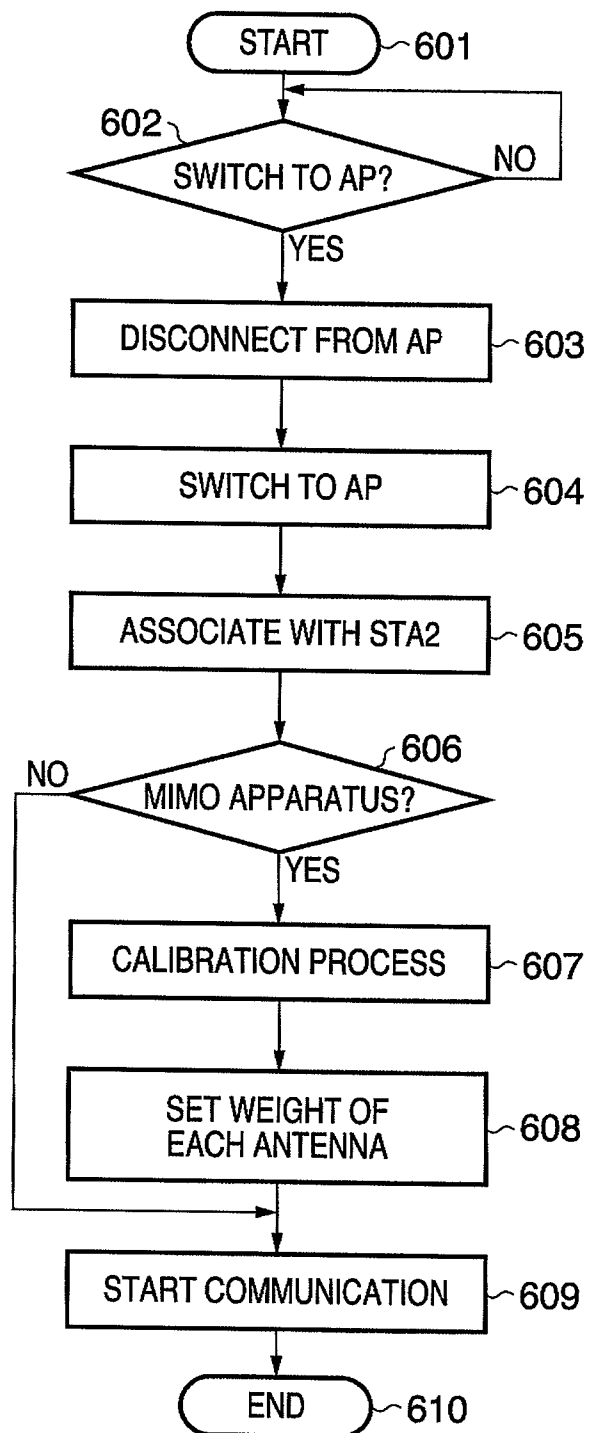 START
601
602
SWITCH TO AP?
NO
YES
DISCONNECT FROM AP
603
SWITCH TO AP
604
ASSOCIATE WITH STA2
605
606
NO
MIMO APPARATUS?
YES
CALIBRATION PROCESS
607
SET WEIGHT OF
EACH ANTENNA
608
START COMMUNICATION
609
END
610